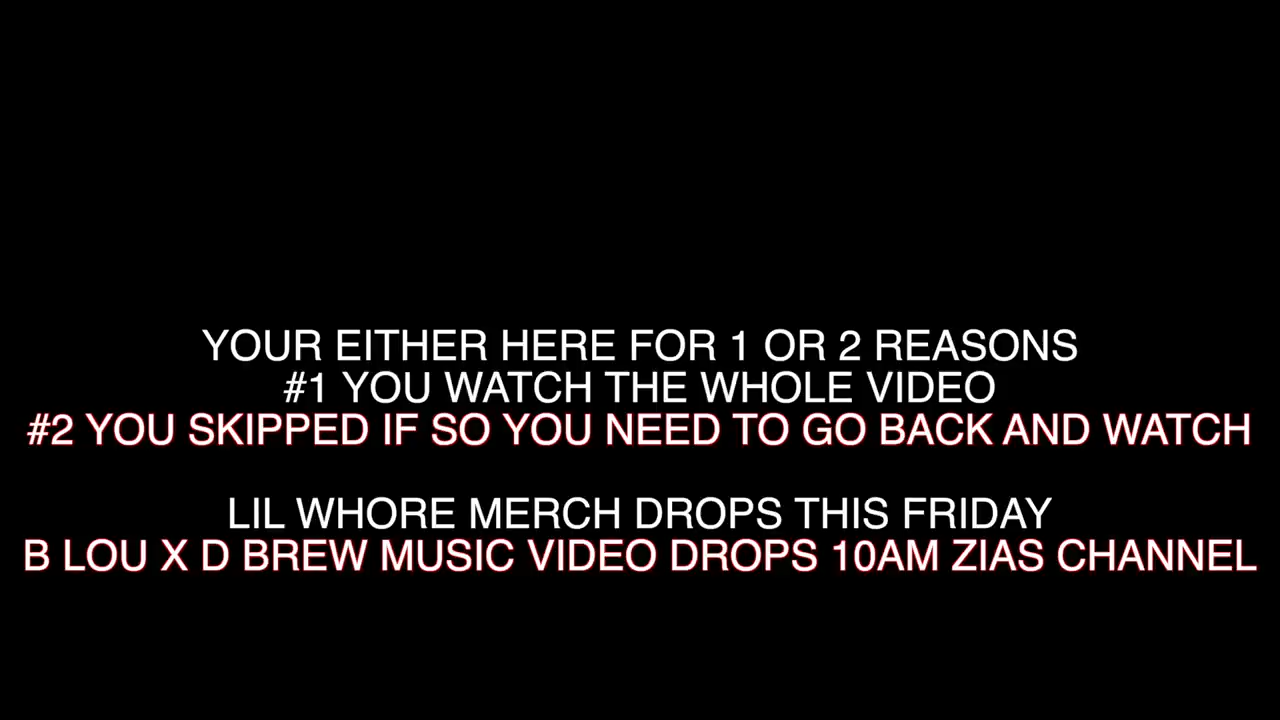 YOUR EITHER HERE FOR 1 OR 2 REASONS
#1 YOU WATCH THE WHOLE VIDEO
#2 YOU SKIPPED IF SO YOU NEED TO GO BACK AND WATCH
LIL WHORE MERCH DROPS THIS FRIDAY
B LOU X D BREW MUSIC VIDEO DROPS 10AM ZIAS CHANNEL